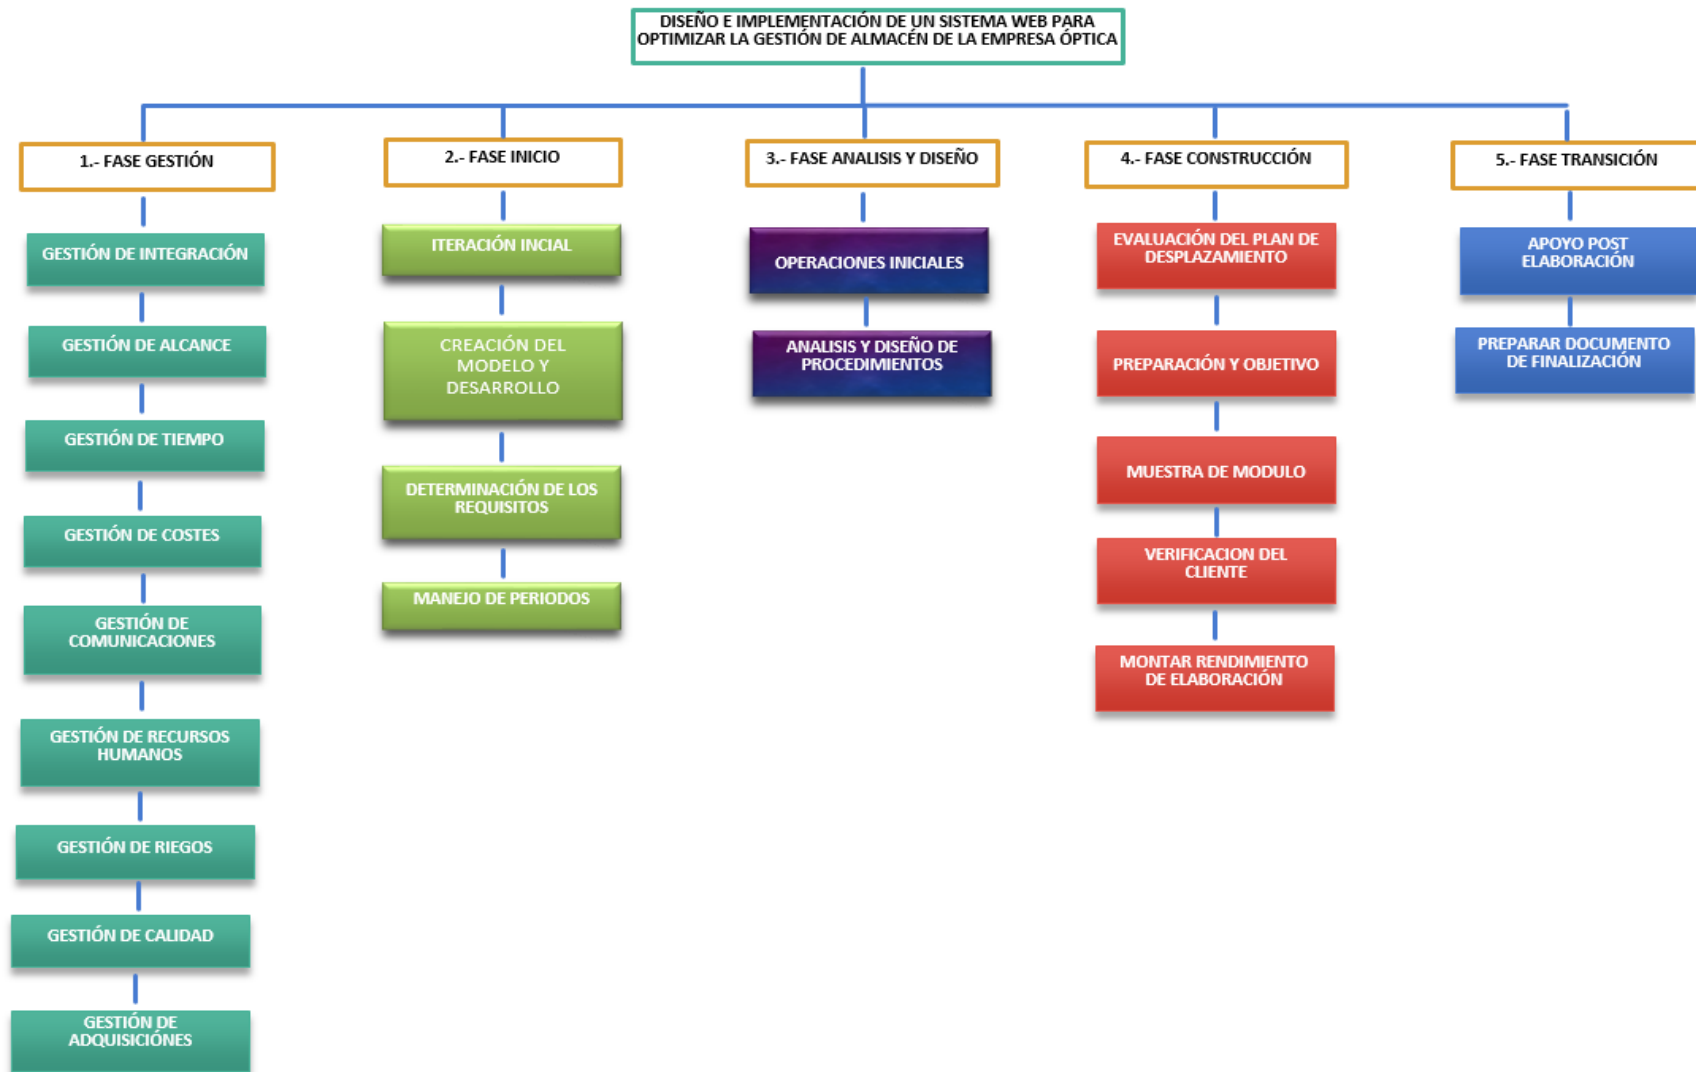 DISEÑO E IMPLEMENTACIÓN DE UN SISTEMA WEB PARA
OPTIMIZAR LA GESTIÓN DE ALMACÉN DE LA EMPRESA ÓPTICA
1.- FASE GESTIÓN
GESTIÓN DE INTEGRACIÓN
GESTIÓN DE ALCANCE
GESTIÓN DE TIEMPO
GESTIÓN DE COSTES
GESTIÓN DE
COMUNICACIONES
GESTIÓN DE RECURSOS
HUMANOS
GESTIÓN DE RIEGOS
GESTIÓN DE CALIDAD
GESTIÓN DE
ADQUISICIÓNES
2.- FASE INICIO
ITERACIÓN INCIAL
CREACIÓN DEL
MODELO Y
DESARROLLO
DETERMINACIÓN DE LOS
REQUISITOS
MANEJO DE PERIODOS
3.- FASE ANALISIS Y DISEÑO
OPERACIONES INICIALES
ANALISIS Y DISEÑO DE
PROCEDIMIENTOS
4.- FASE CONSTRUCCIÓN
EVALUACIÓN DEL PLAN DE
DESPLAZAMIENTO
PREPARACIÓN Y OBJETIVO
MUESTRA DE MODULO
VERIFICACION DEL
CLIENTE
MONTAR RENDIMIENTO
DE ELABORACIÓN
5.- FASE TRANSICIÓN
APOYO POST
ELABORACIÓN
PREPARAR DOCUMENTO
DE FINALIZACIÓN